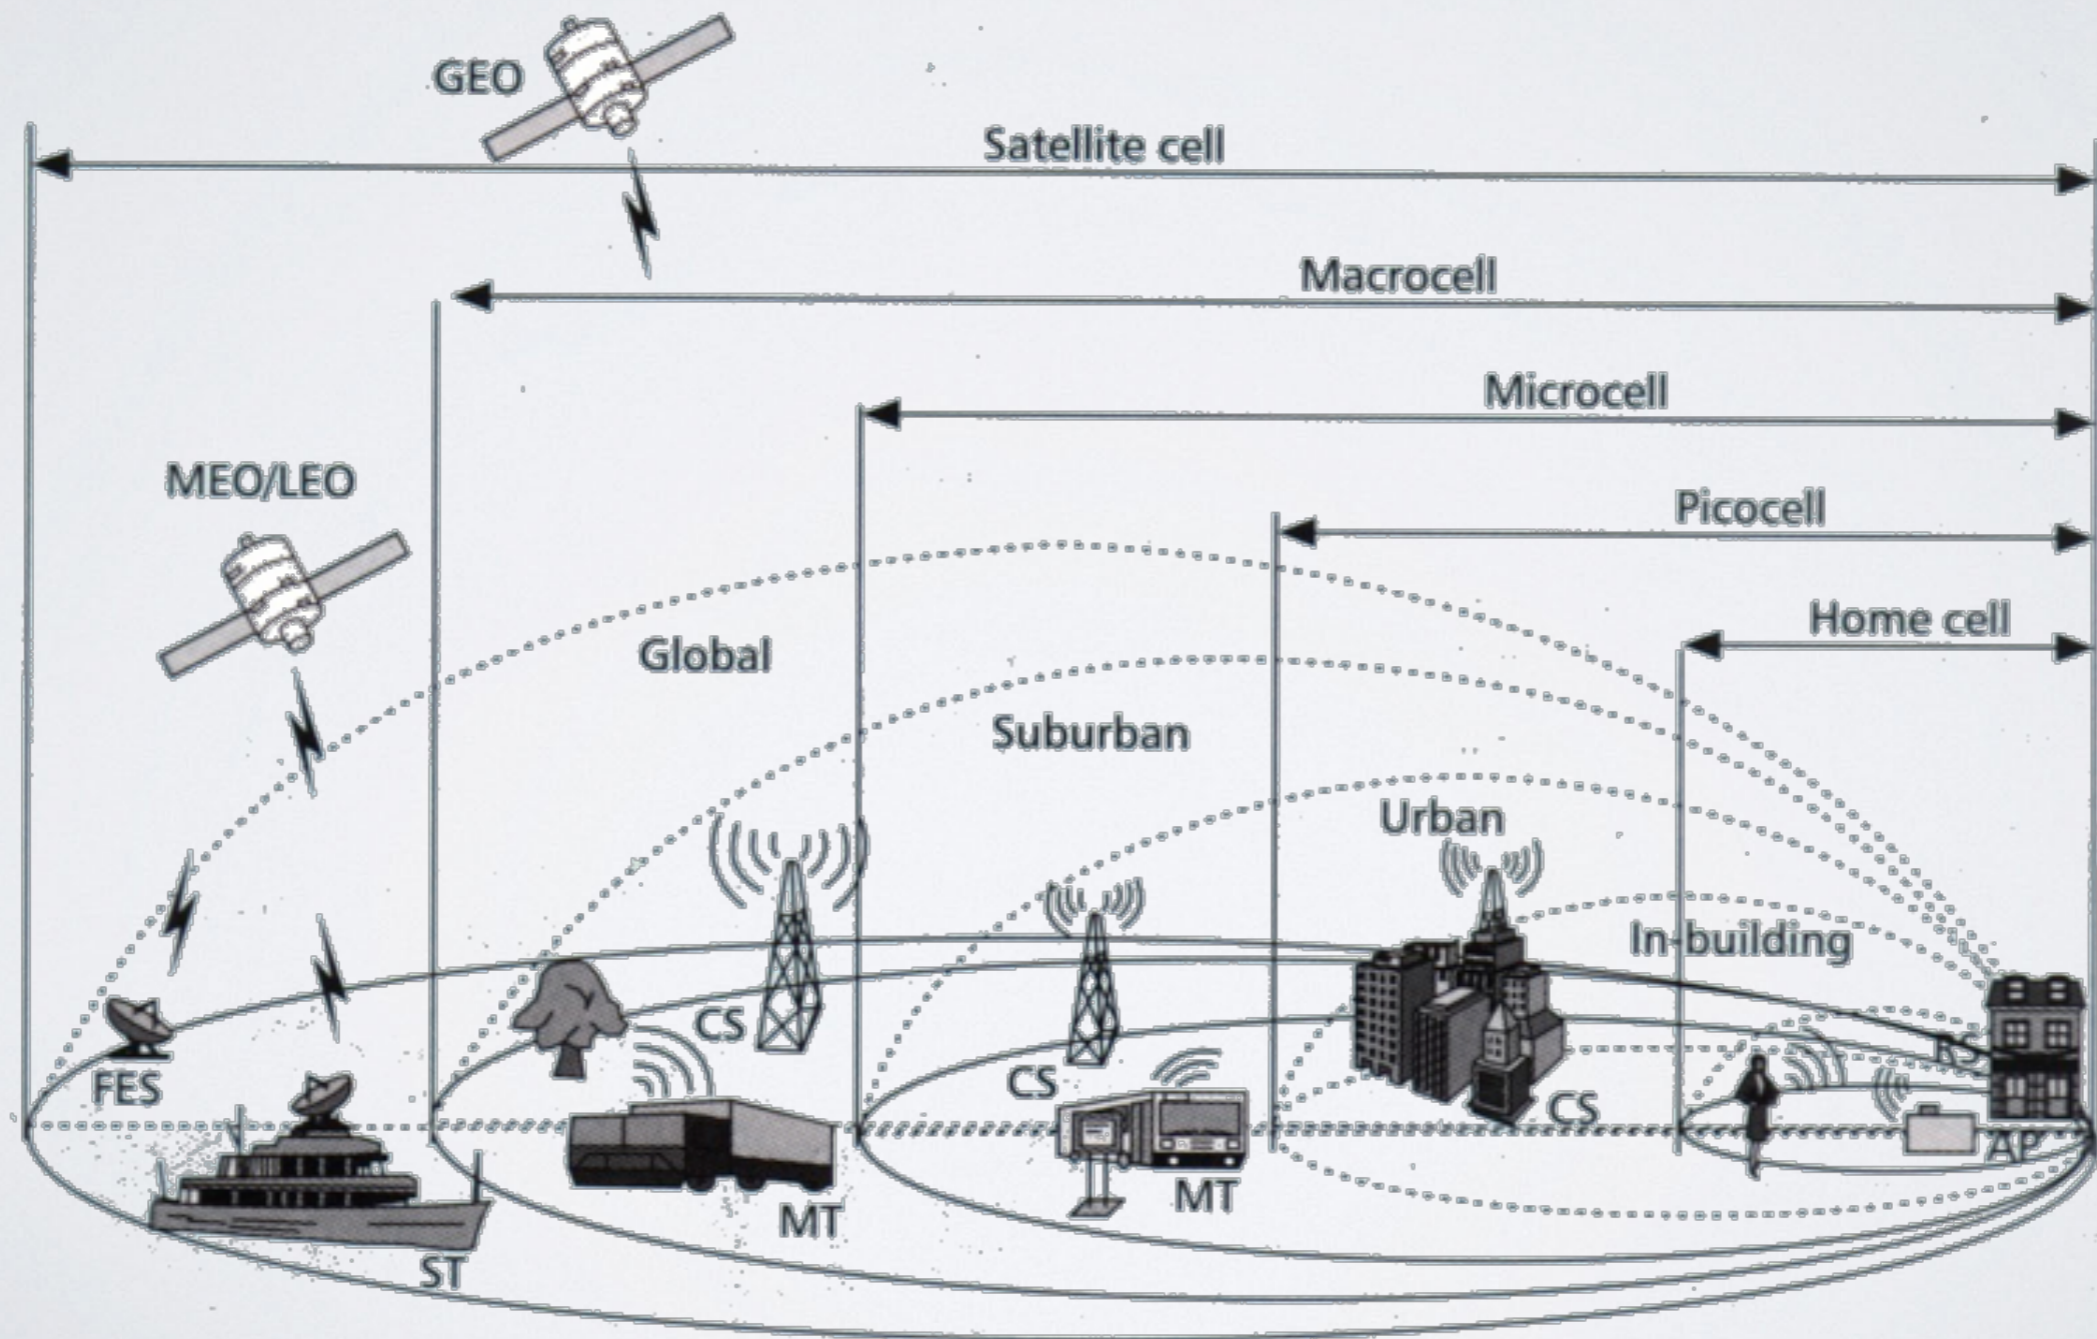 GEO
Satellite cell
Macrocell
Microcell
MEO/LEO
Picocell
Home cell
Global
Suburban
Urban
In-building
CS
RS
FES
CS
CS
AP
MT
MT
ST